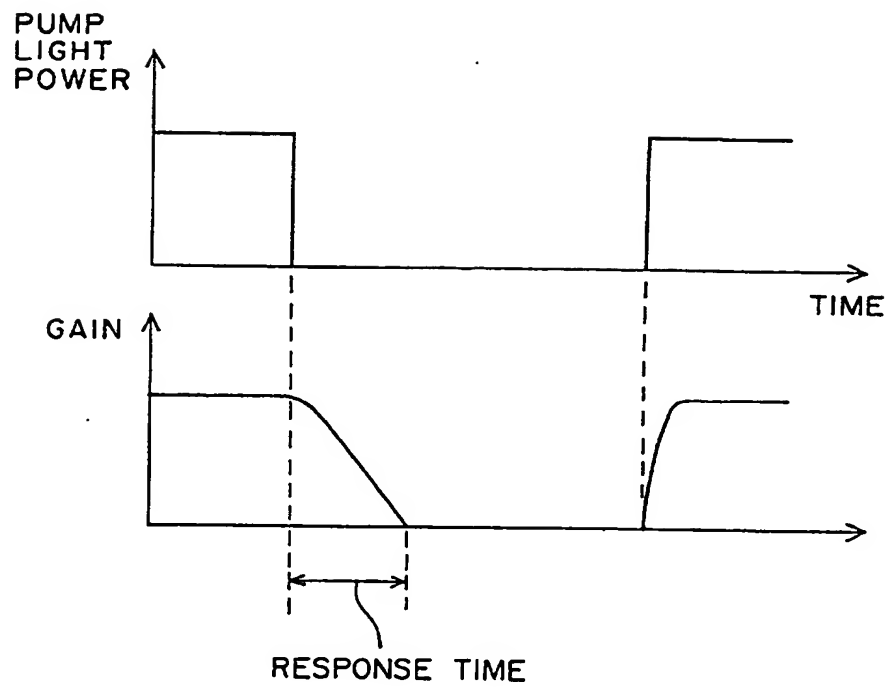 PUMP
LIGHT
POWER
TIME
GAIN
RESPONSE TIME